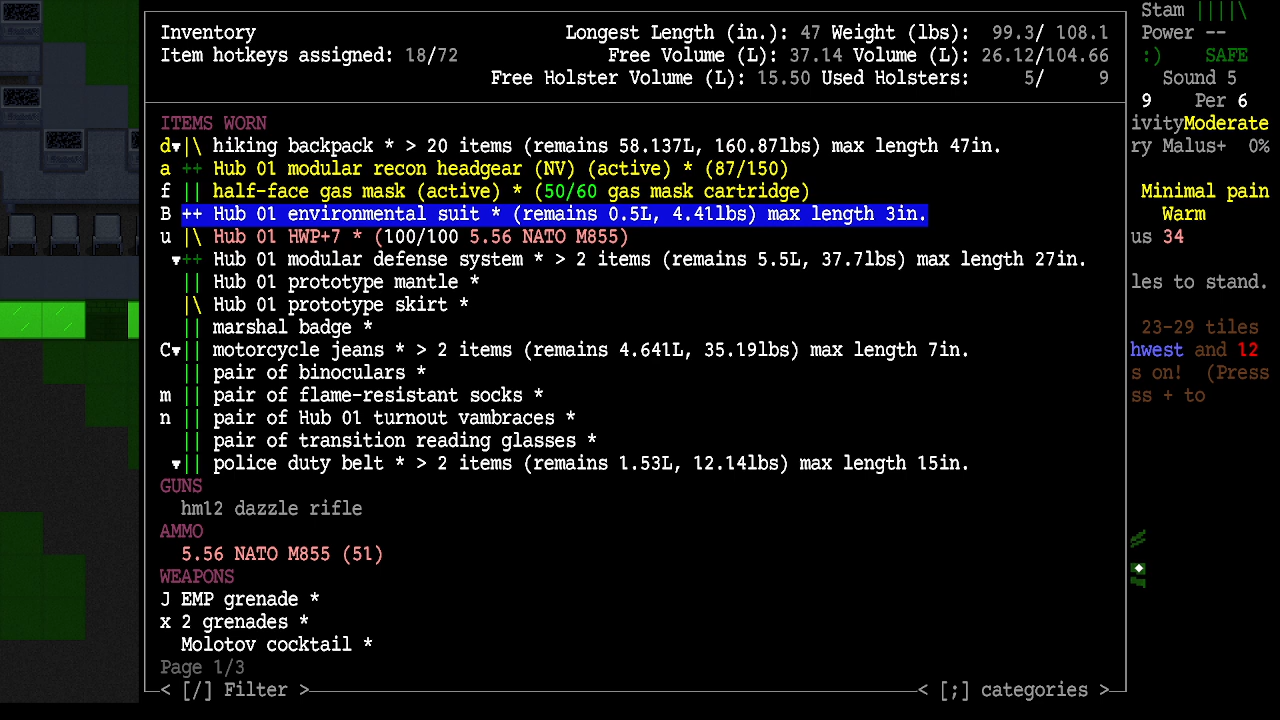 Inventory
Longest Length (in.): 47 Weight (lbs): 99.3/ 108.1
Item hotkeys assigned: 18/72
Free Volume (L): 37.14 Volume (L): 26.12/104.66
Free Holster Volume (L): 15.50 Used Holsters: 5/ 9
ITEMS WORN
d▾|\ hiking backpack * > 20 items (remains 58.137L, 160.87lbs) max length 47in.
a ++ Hub 01 modular recon headgear (NV) (active) * (87/150)
f || half-face gas mask (active) * (50/60 gas mask cartridge)
B ++ Hub 01 environmental suit * (remains 0.5L, 4.41lbs) max length 3in.
u |\ Hub 01 HWP+7 * (100/100 5.56 NATO M855)
▾++ Hub 01 modular defense system * > 2 items (remains 5.5L, 37.7lbs) max length 27in.
|| Hub 01 prototype mantle *
|\ Hub 01 prototype skirt *
|| marshal badge *
C▾|| motorcycle jeans * > 2 items (remains 4.641L, 35.19lbs) max length 7in.
|| pair of binoculars *
m || pair of flame-resistant socks *
n || pair of Hub 01 turnout vambraces *
|| pair of transition reading glasses *
▾|| police duty belt * > 2 items (remains 1.53L, 12.14lbs) max length 15in.
GUNS
hm12 dazzle rifle
AMMO
5.56 NATO M855 (51)
WEAPONS
J EMP grenade *
x 2 grenades *
Molotov cocktail *
Page 1/3
< [/] Filter >
< [;] categories >
Stam ||||\
Power --
:) SAFE
Sound 5
9 Per 6
ivityModerate
ry Malus+ 0%
Minimal pain
Warm
us 34
les to stand.
23-29 tiles
hwest and 12
s on! (Press
ss + to